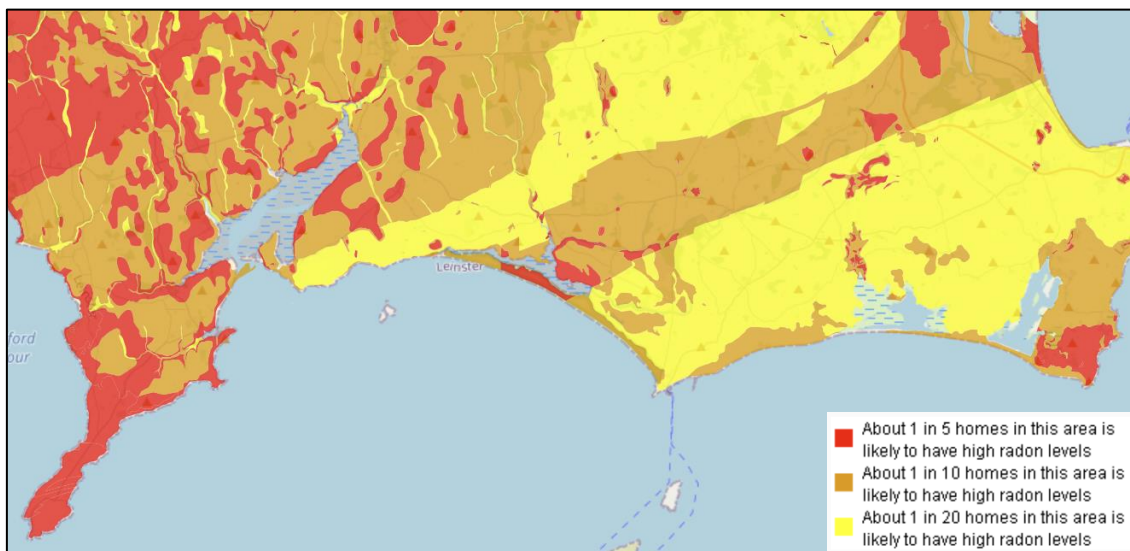 Leinster
ford
our
About 1 in 5 homes in this area is
likely to have high radon levels
About 1 in 10 homes in this area is
likely to have high radon levels
About 1 in 20 homes in this area is
likely to have high radon levels